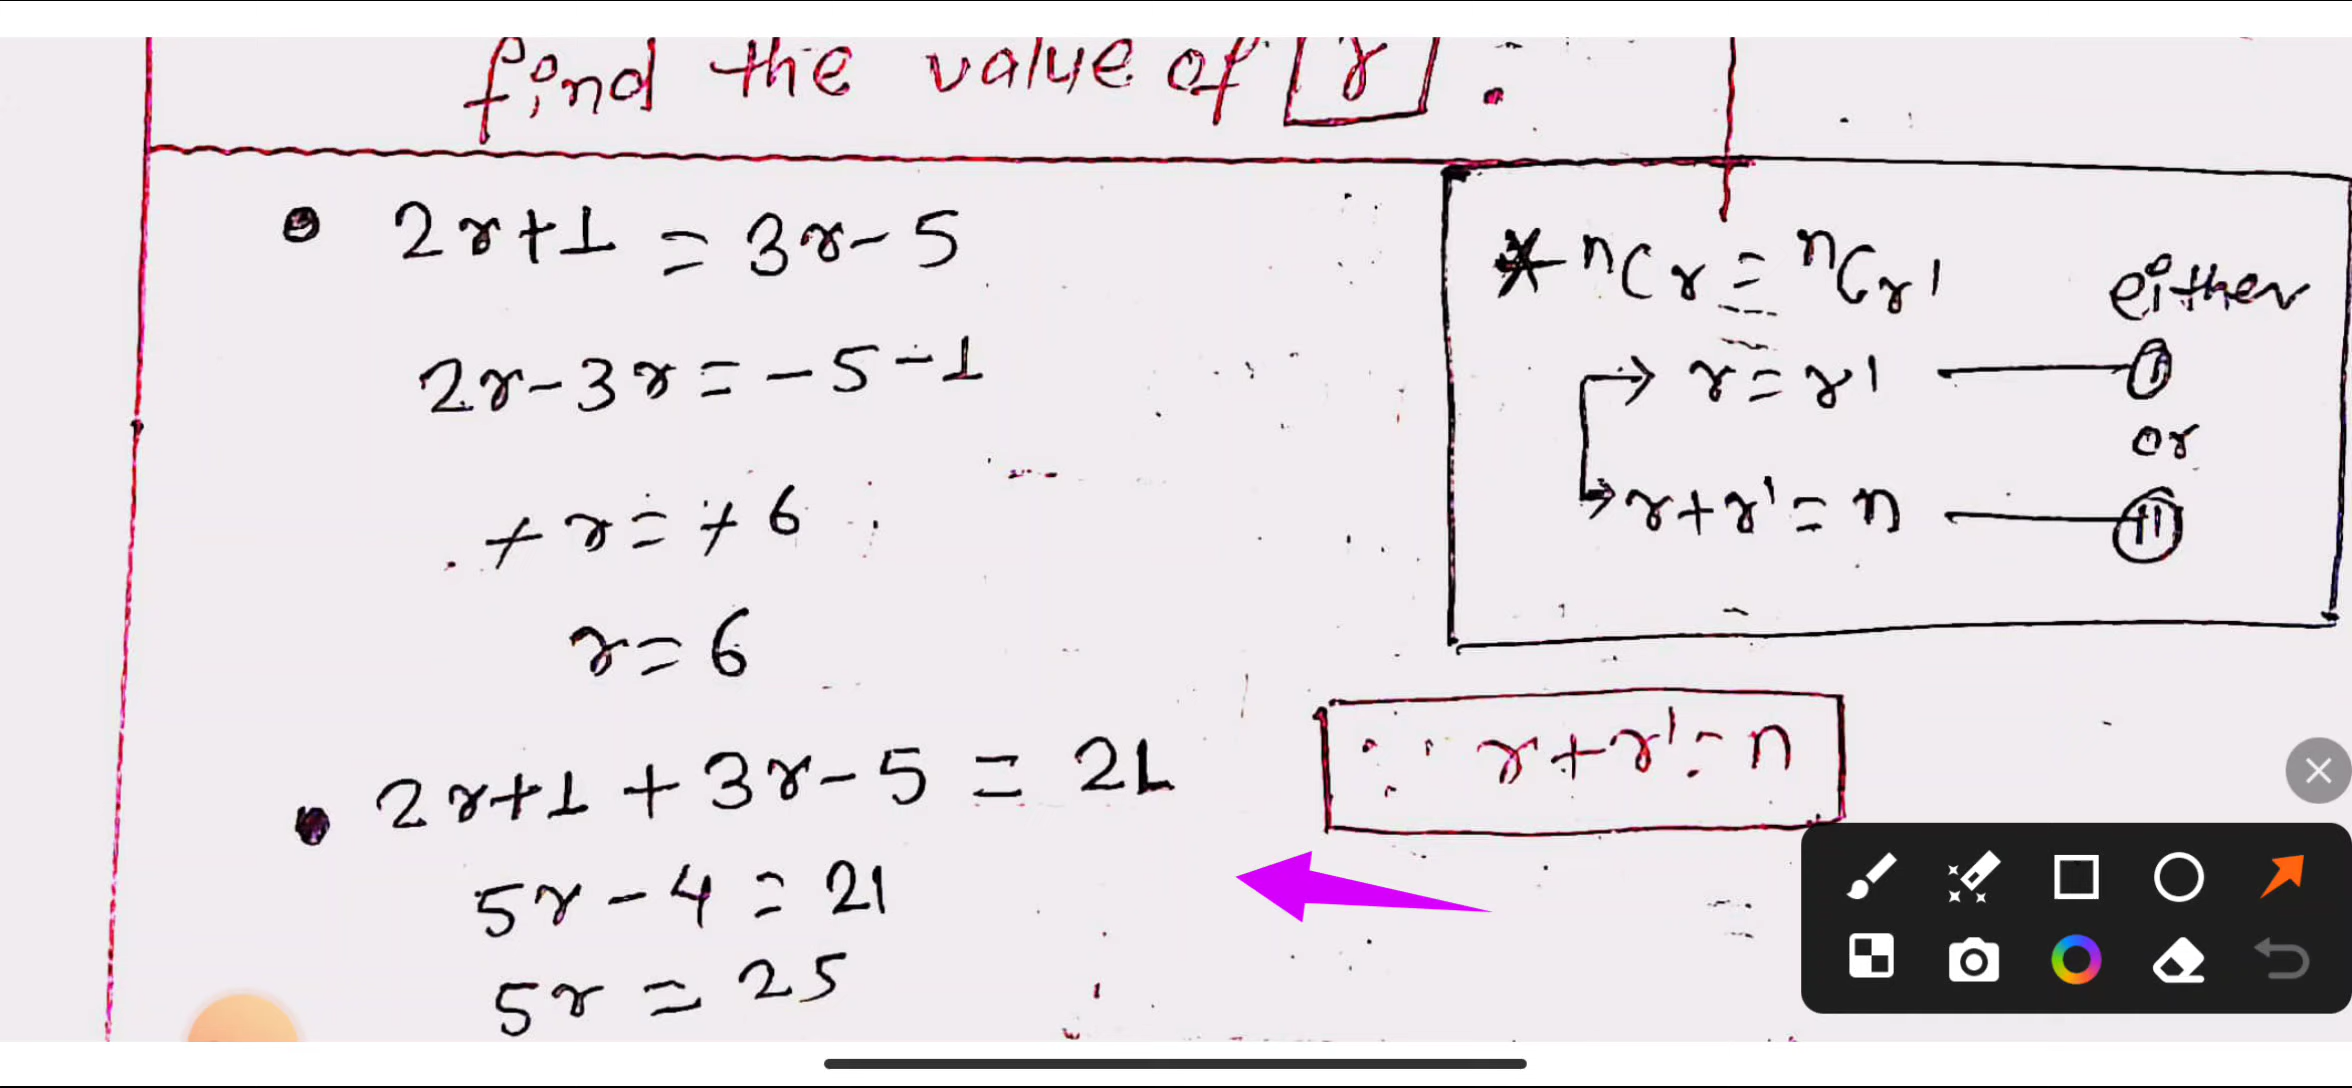 find the value of r :
2r+1 = 3r-5
2r-3r = -5-1
+r = +6
r = 6
2r+1 + 3r-5 = 21
5r - 4 = 21
5r = 25
* nCr = nCr' either
→ r = r' — (i)
or
→ r+r' = n — (ii)
∵ r+r' = n